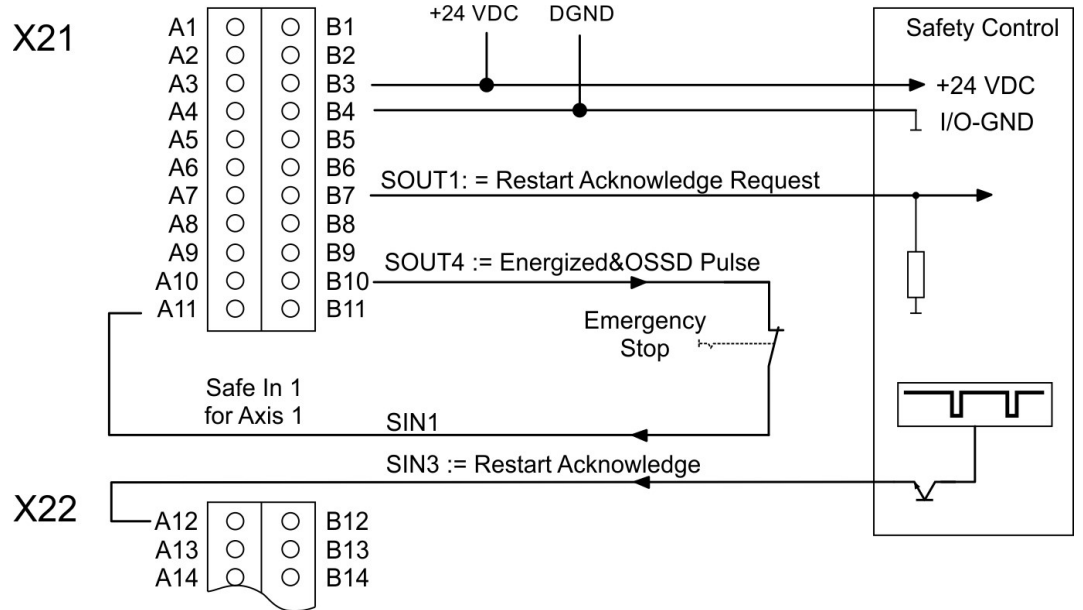 +24 VDC DGND
X21
A1 B1
A2 B2
A3 B3
A4 B4
A5 B5
A6 B6
A7 B7
A8 B8
A9 B9
A10 B10
A11 B11
Safety Control
+24 VDC
I/O-GND
SOUT1: = Restart Acknowledge Request
SOUT4 := Energized&OSSD Pulse
Emergency
Stop
Safe In 1
for Axis 1
SIN1
SIN3 := Restart Acknowledge
X22
A12 B12
A13 B13
A14 B14